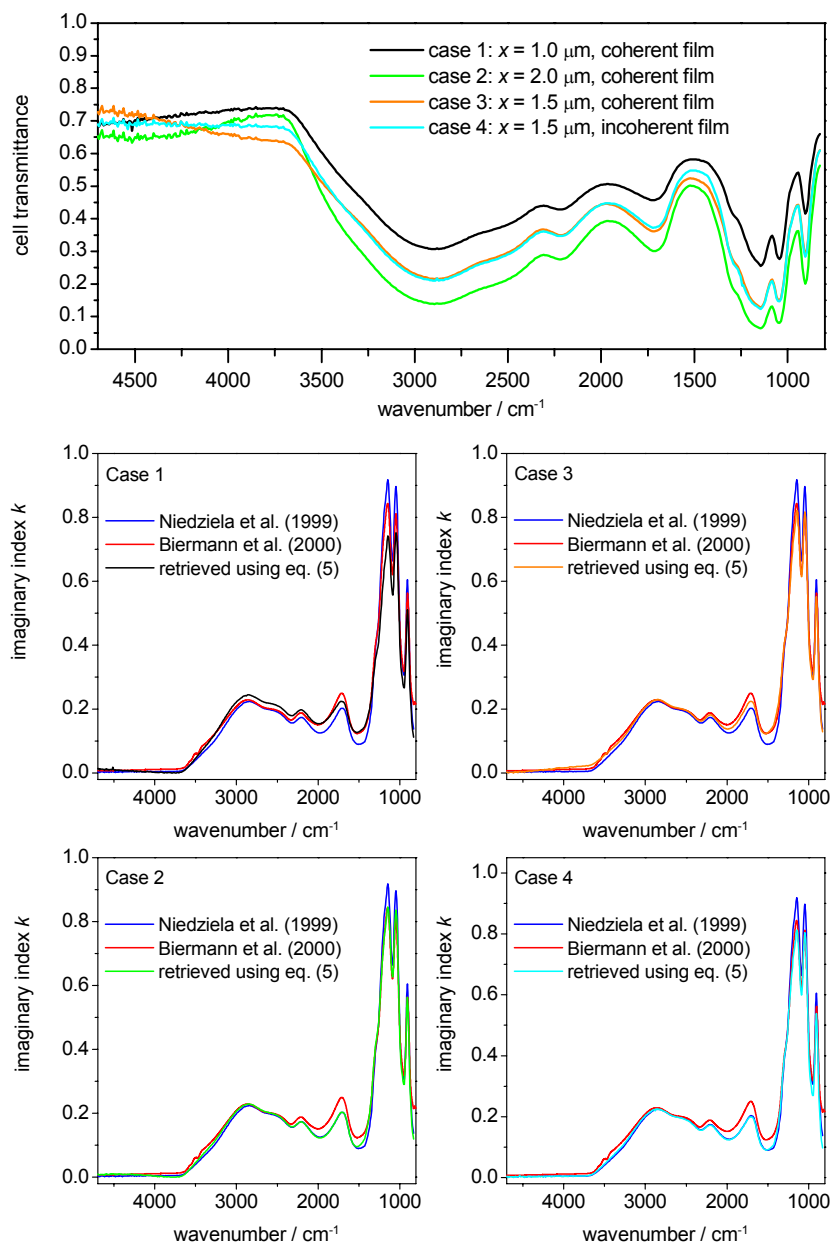 case 1: x = 1.0 μm, coherent film
case 2: x = 2.0 μm, coherent film
case 3: x = 1.5 μm, coherent film
case 4: x = 1.5 μm, incoherent film
cell transmittance
1.0
0.9
0.8
0.7
0.6
0.5
0.4
0.3
0.2
0.1
0.0
4500 4000 3500 3000 2500 2000 1500 1000
wavenumber / cm⁻¹
Case 1
Niedziela et al. (1999)
Biermann et al. (2000)
retrieved using eq. (5)
imaginary index k
1.0
0.8
0.6
0.4
0.2
0.0
4000 3000 2000 1000
wavenumber / cm⁻¹
Case 3
Niedziela et al. (1999)
Biermann et al. (2000)
retrieved using eq. (5)
imaginary index k
1.0
0.8
0.6
0.4
0.2
0.0
4000 3000 2000 1000
wavenumber / cm⁻¹
Case 2
Niedziela et al. (1999)
Biermann et al. (2000)
retrieved using eq. (5)
imaginary index k
1.0
0.8
0.6
0.4
0.2
0.0
4000 3000 2000 1000
wavenumber / cm⁻¹
Case 4
Niedziela et al. (1999)
Biermann et al. (2000)
retrieved using eq. (5)
imaginary index k
1.0
0.8
0.6
0.4
0.2
0.0
4000 3000 2000 1000
wavenumber / cm⁻¹